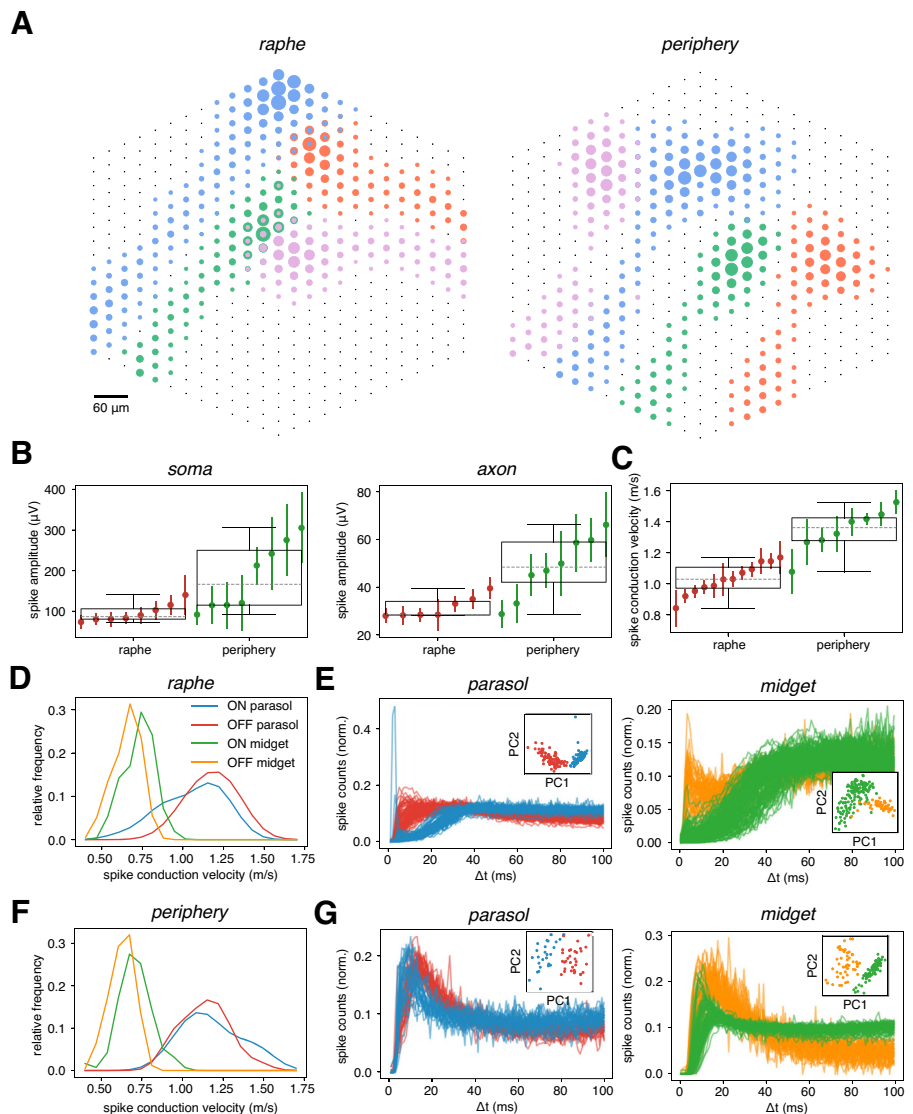 A
raphe
periphery
60 µm
B
soma
axon
C
spike amplitude (µV)
400
300
200
100
raphe
periphery
spike amplitude (µV)
80
60
40
20
raphe
periphery
spike conduction velocity (m/s)
1.6
1.4
1.2
1.0
0.8
raphe
periphery
D
raphe
relative frequency
0.3
0.2
0.1
0.0
ON parasol
OFF parasol
ON midget
OFF midget
0.50 0.75 1.00 1.25 1.75
spike conduction velocity (m/s)
E
parasol
spike counts (norm.)
0.4
0.2
0.0
PC2
PC1
0 20 40 60 80 100
Δt (ms)
midget
spike counts (norm.)
0.20
0.15
0.10
0.05
0.0
PC2
PC1
0 20 40 60 80 100
Δt (ms)
F
periphery
relative frequency
0.3
0.2
0.1
0.0
0.50 0.75 1.00 1.25 1.75
spike conduction velocity (m/s)
G
parasol
spike counts (norm.)
0.2
0.1
0.0
PC2
PC1
0 20 40 60 80 100
Δt (ms)
midget
spike counts (norm.)
0.3
0.2
0.1
0.0
PC2
PC1
0 20 40 60 80 100
Δt (ms)